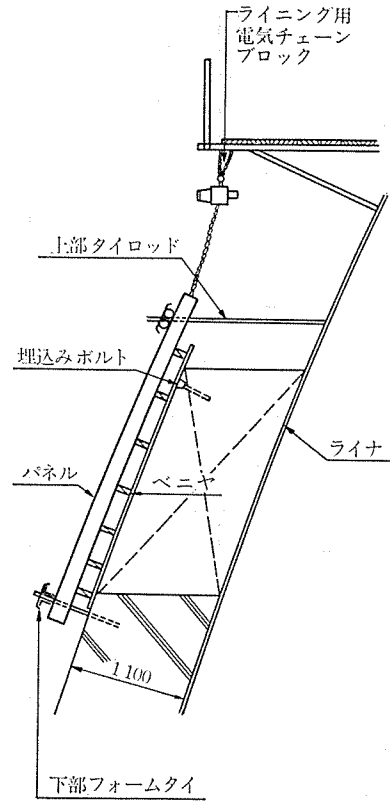 ライニング用
電気チェーン
ブロック
上部タイロッド
埋込みボルト
ライナ
パネル
ベニヤ
1100
下部フォームタイ